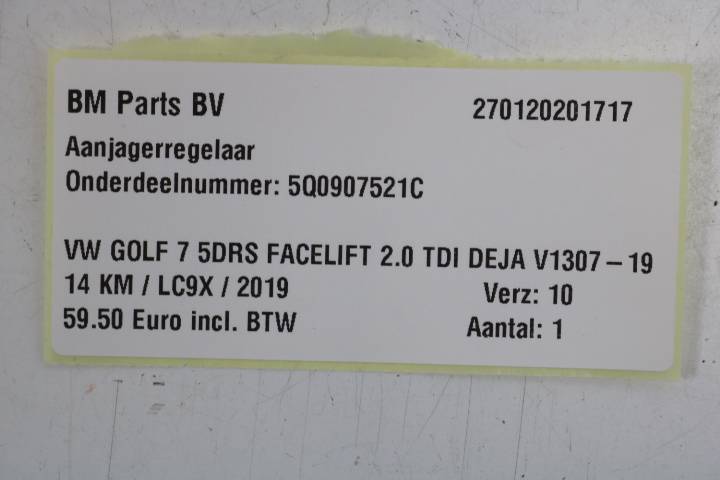 BM Parts BV 270120201717
Aanjagerregelaar
Onderdeelnummer: 5Q0907521C
VW GOLF 7 5DRS FACELIFT 2.0 TDI DEJA V1307-19
14 KM / LC9X / 2019 Verz: 10
59.50 Euro incl. BTW Aantal: 1